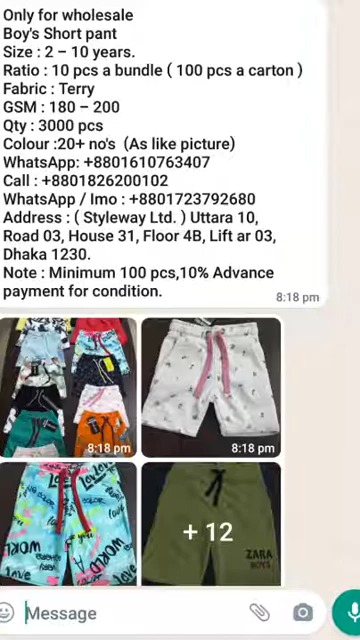 Only for wholesale
Boy's Short pant
Size : 2 – 10 years.
Ratio : 10 pcs a bundle ( 100 pcs a carton )
Fabric : Terry
GSM : 180 – 200
Qty : 3000 pcs
Colour :20+ no's  (As like picture)
WhatsApp: +8801610763407
Call : +8801826200102
WhatsApp / Imo : +8801723792680
Address : ( Styleway Ltd. ) Uttara 10,
Road 03, House 31, Floor 4B, Lift ar 03,
Dhaka 1230.
Note : Minimum 100 pcs,10% Advance
payment for condition.
8:18 pm
8:18 pm
8:18 pm
love
WORLD
love
+ 12
ZARA
BOYS
Message